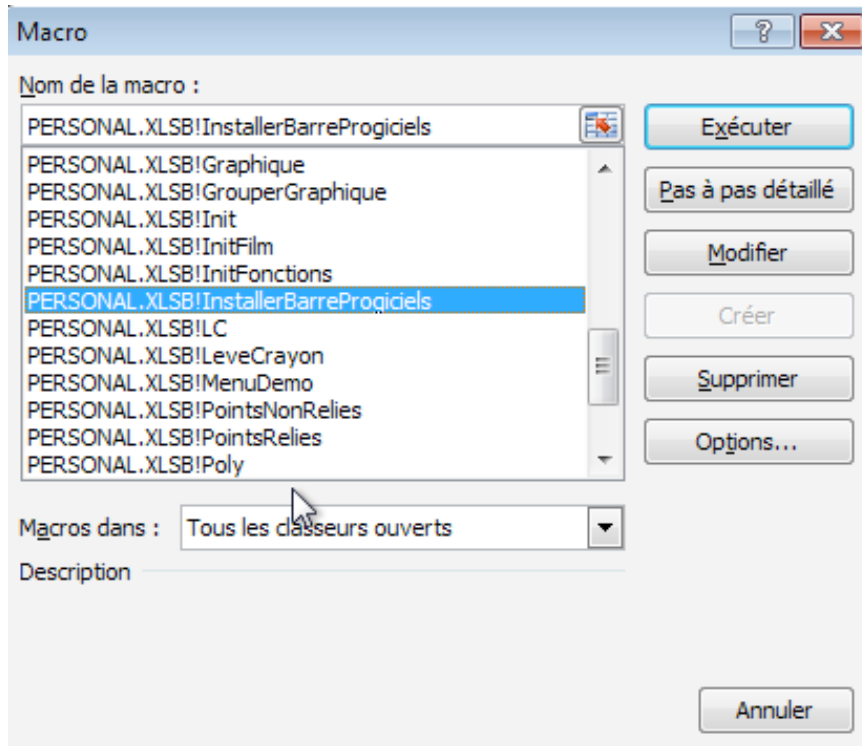 Macro
Nom de la macro :
PERSONAL.XLSB!InstallerBarreProgiciels
PERSONAL.XLSB!Graphique
PERSONAL.XLSB!GrouperGraphique
PERSONAL.XLSB!Init
PERSONAL.XLSB!InitFilm
PERSONAL.XLSB!InitFonctions
PERSONAL.XLSB!InstallerBarreProgiciels
PERSONAL.XLSB!LC
PERSONAL.XLSB!LeveCrayon
PERSONAL.XLSB!MenuDemo
PERSONAL.XLSB!PointsNonRelies
PERSONAL.XLSB!PointsRelies
PERSONAL.XLSB!Poly
Macros dans : Tous les classeurs ouverts
Description
Exécuter
Pas à pas détaillé
Modifier
Créer
Supprimer
Options...
Annuler